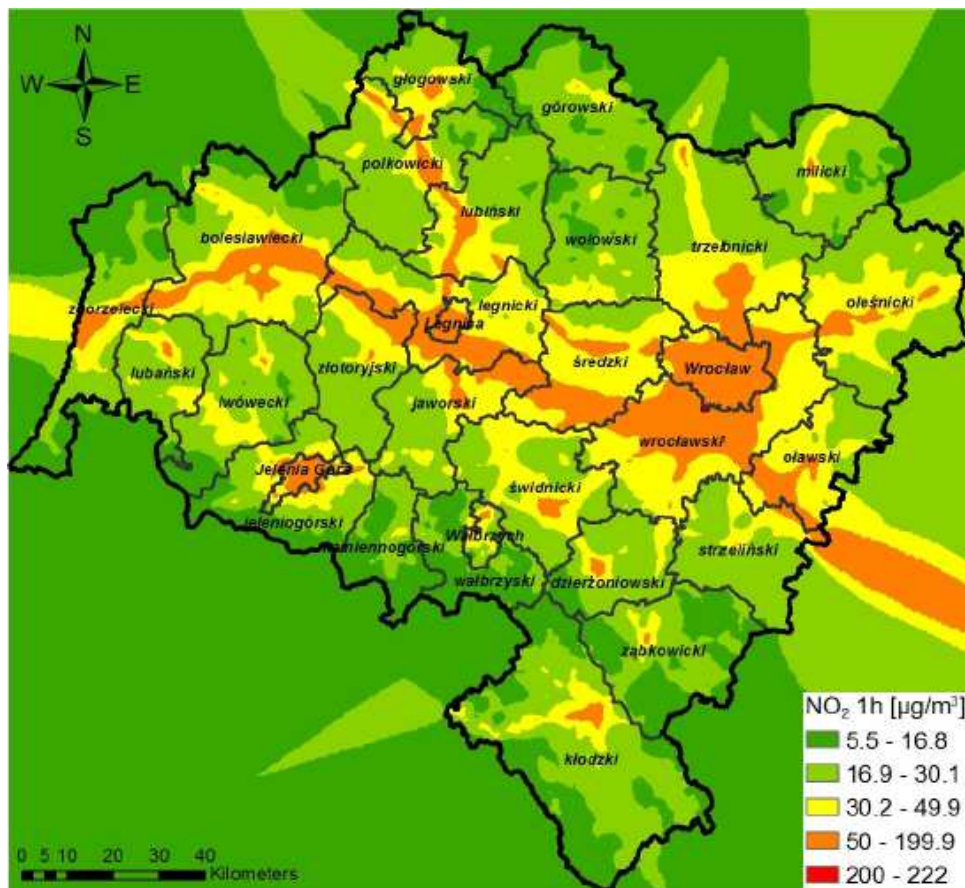 N
W E
S
głogowski
górowski
polkowicki
milicki
lubiński
bolesławiecki
wołowski
trzebnicki
zgorzelecki
legnicki
oleśnicki
Legnica
lubański
złotoryjski
średzki
Wrocław
lwówecki
jaworski
wrocławski
oławski
Jelenia Góra
świdnicki
jeleniogórski
kamiennogórski
Wałbrzych
strzeliński
wałbrzyski
dzierżoniowski
ząbkowicki
kłodzki
NO₂ 1h [µg/m³]
5.5 - 16.8
16.9 - 30.1
30.2 - 49.9
50 - 199.9
200 - 222
0 5 10 20 30 40
Kilometers